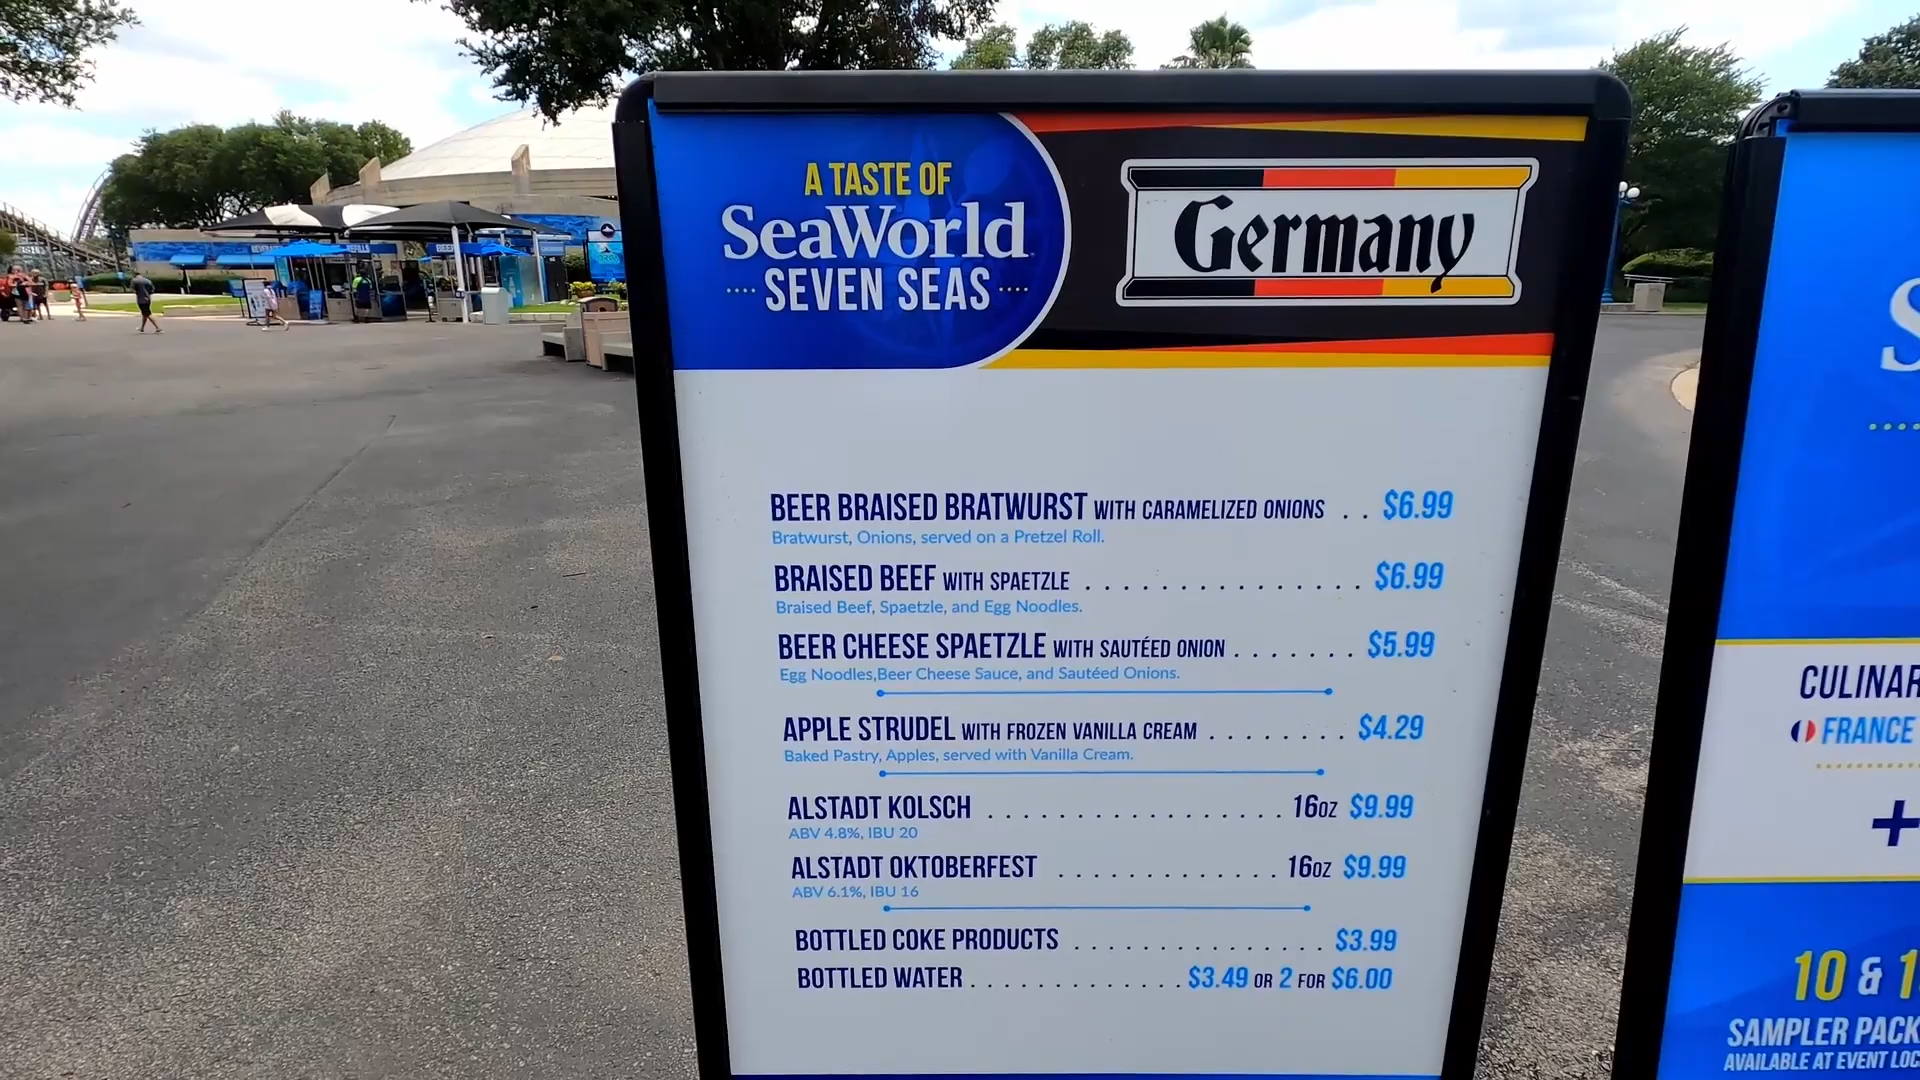 A TASTE OF
SeaWorld
SEVEN SEAS
Germany
BEER BRAISED BRATWURST WITH CARAMELIZED ONIONS . . $6.99
Bratwurst, Onions, served on a Pretzel Roll.
BRAISED BEEF WITH SPAETZLE . . . . . . . . . . . . . . . $6.99
Braised Beef, Spaetzle, and Egg Noodles.
BEER CHEESE SPAETZLE WITH SAUTÉED ONION . . . . . . . $5.99
Egg Noodles,Beer Cheese Sauce, and Sautéed Onions.
APPLE STRUDEL WITH FROZEN VANILLA CREAM . . . . . . . . $4.29
Baked Pastry, Apples, served with Vanilla Cream.
ALSTADT KOLSCH . . . . . . . . . . . . . . . . . 16OZ $9.99
ABV 4.8%, IBU 20
ALSTADT OKTOBERFEST . . . . . . . . . . . . . 16OZ $9.99
ABV 6.1%, IBU 16
BOTTLED COKE PRODUCTS . . . . . . . . . . . . . . . $3.99
BOTTLED WATER . . . . . . . . . . . . . $3.49 OR 2 FOR $6.00
S
CULINAR
FRANCE
+
10 & 1
SAMPLER PACK
AVAILABLE AT EVENT LOC